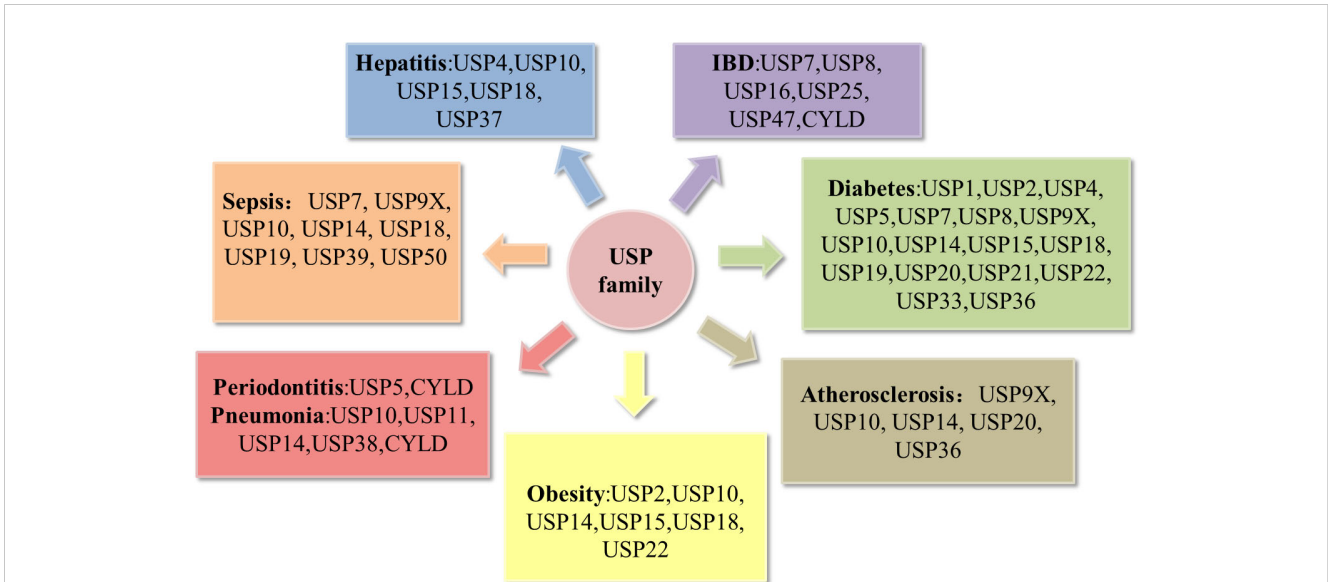 Hepatitis:USP4,USP10,
USP15,USP18,
USP37
IBD:USP7,USP8,
USP16,USP25,
USP47,CYLD
Sepsis： USP7, USP9X,
USP10, USP14, USP18,
USP19, USP39, USP50
USP
family
Diabetes:USP1,USP2,USP4,
USP5,USP7,USP8,USP9X,
USP10,USP14,USP15,USP18,
USP19,USP20,USP21,USP22,
USP33,USP36
Periodontitis:USP5,CYLD
Pneumonia:USP10,USP11,
USP14,USP38,CYLD
Atherosclerosis： USP9X,
USP10, USP14, USP20,
USP36
Obesity:USP2,USP10,
USP14,USP15,USP18,
USP22